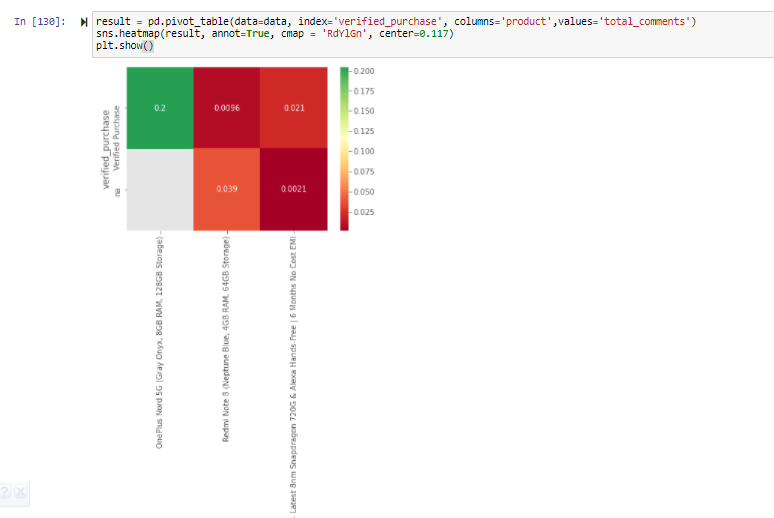 In [130]:
result = pd.pivot_table(data=data, index='verified_purchase', columns='product',values='total_comments')
sns.heatmap(result, annot=True, cmap = 'RdYlGn', center=0.117)
plt.show()
verified_purchase
Verified Purchase
na
0.2
0.0096
0.021
0.039
0.0021
0.200
0.175
0.150
0.125
0.100
0.075
0.050
0.025
OnePlus Nord 5G (Gray Onyx, 8GB RAM, 128GB Storage)
Redmi Note 8 (Neptune Blue, 4GB RAM, 64GB Storage)
- Latest 8nm Snapdragon 720G & Alexa Hands-Free | 6 Months No Cost EMI
? X